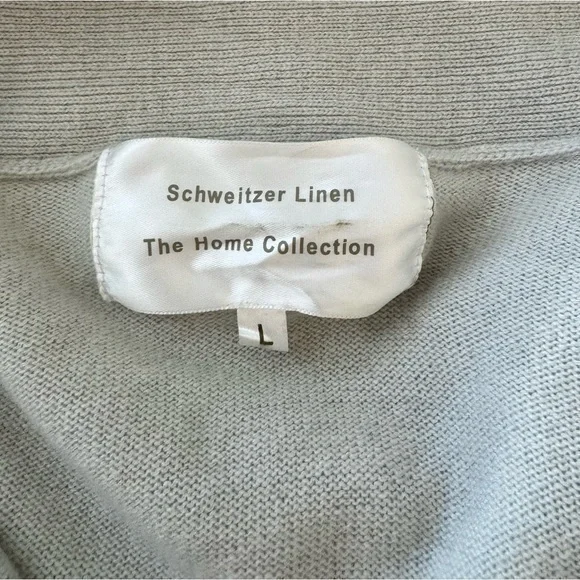 Schweitzer Linen
The Home Collection
L